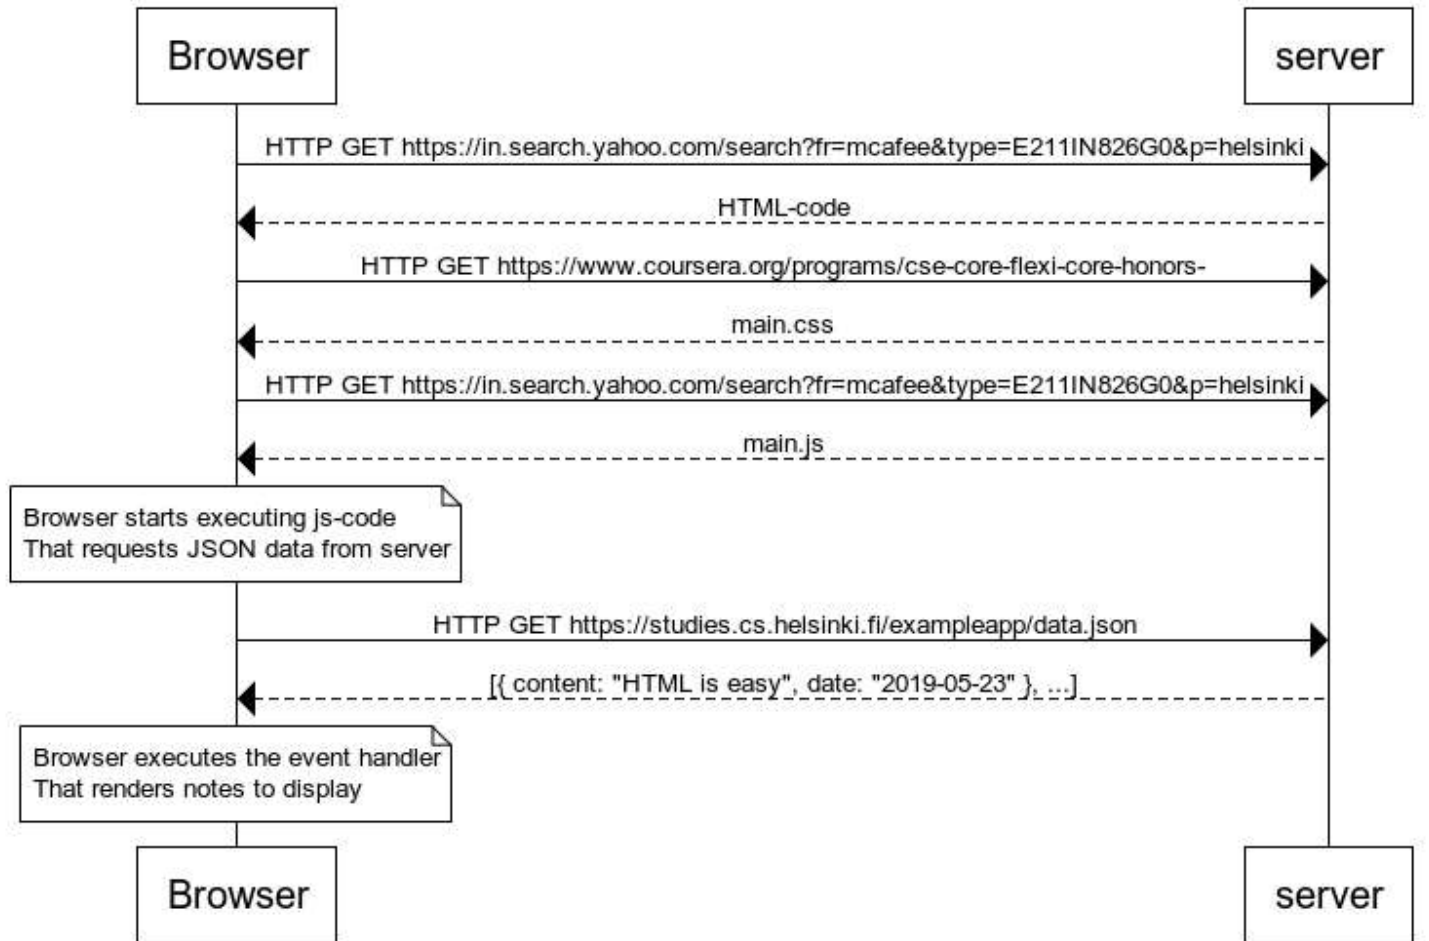 Browser
server
HTTP GET https://in.search.yahoo.com/search?fr=mcafee&type=E211IN826G0&p=helsinki
HTML-code
HTTP GET https://www.coursera.org/programs/cse-core-flexi-core-honors-
main.css
HTTP GET https://in.search.yahoo.com/search?fr=mcafee&type=E211IN826G0&p=helsinki
main.js
Browser starts executing js-code
That requests JSON data from server
HTTP GET https://studies.cs.helsinki.fi/exampleapp/data.json
[{ content: "HTML is easy", date: "2019-05-23" }, ...]
Browser executes the event handler
That renders notes to display
Browser
server